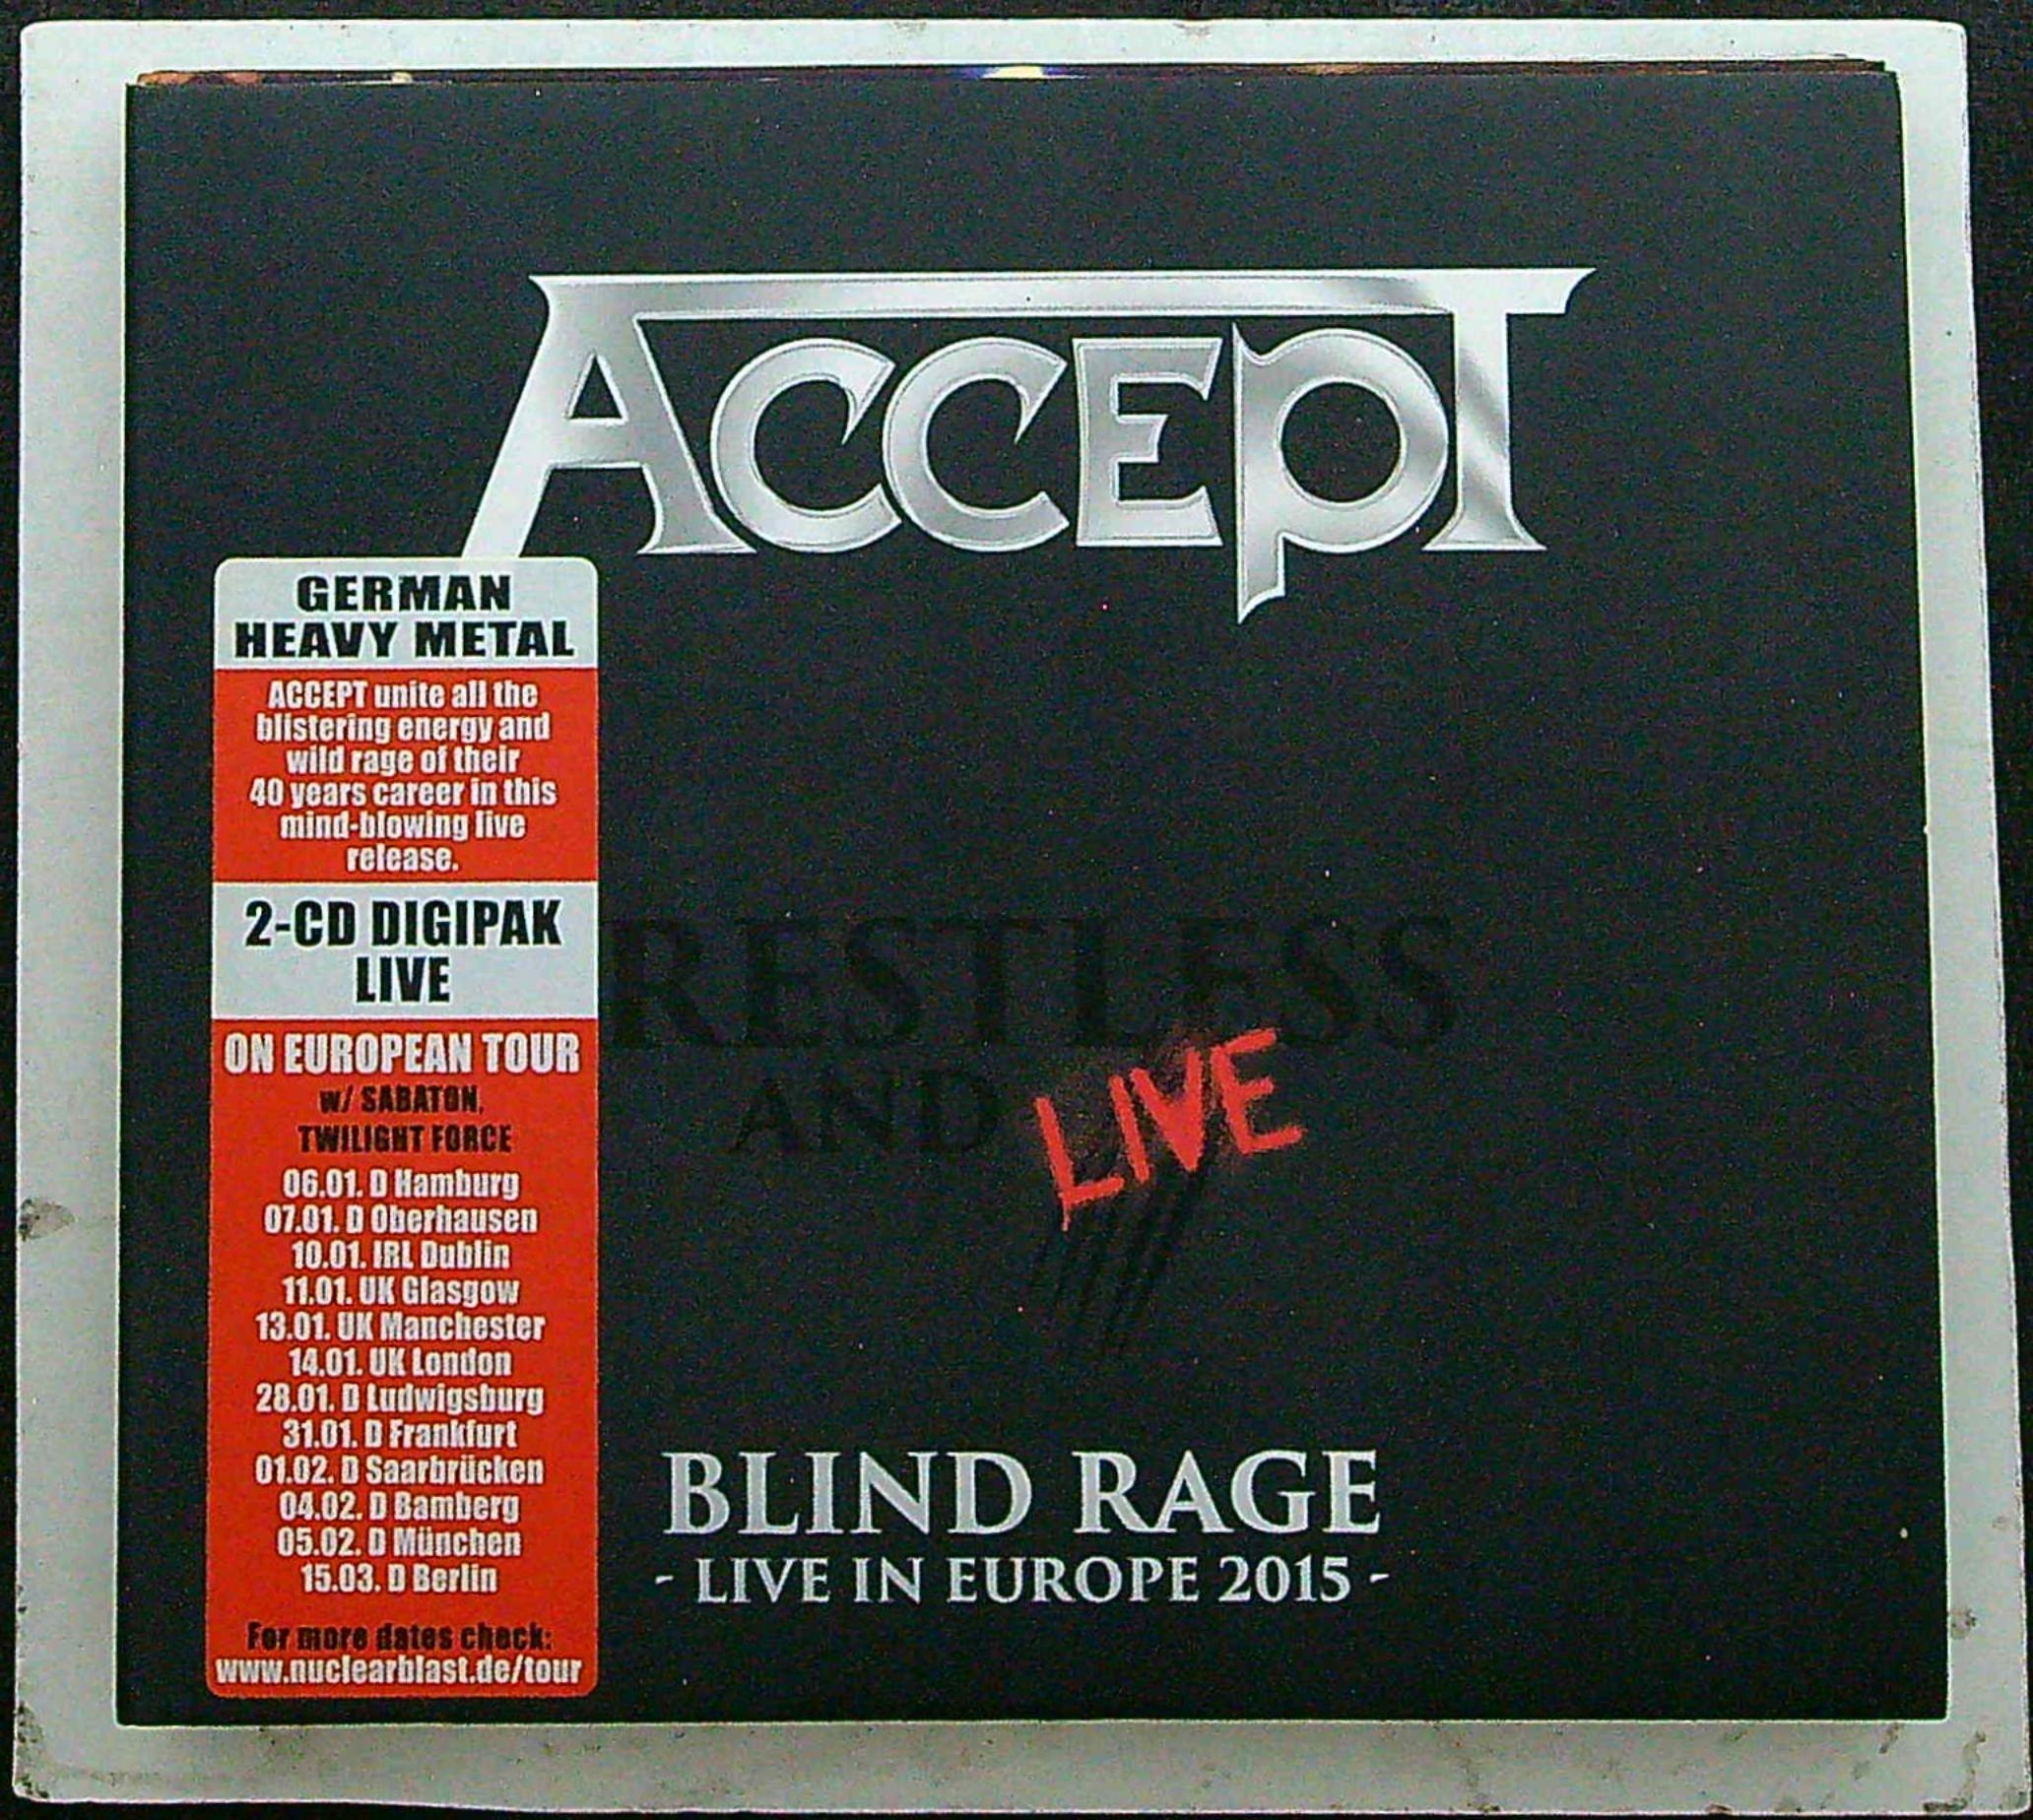 ACCEPT
GERMAN
HEAVY METAL
ACCEPT unite all the
blistering energy and
wild rage of their
40 years career in this
mind-blowing live
release.
2-CD DIGIPAK
LIVE
ON EUROPEAN TOUR
w/ SABATON,
TWILIGHT FORCE
06.01. D Hamburg
07.01. D Oberhausen
10.01. IRL Dublin
11.01. UK Glasgow
13.01. UK Manchester
14.01. UK London
28.01. D Ludwigsburg
31.01. D Frankfurt
01.02. D Saarbrücken
04.02. D Bamberg
05.02. D München
15.03. D Berlin
For more dates check:
www.nuclearblast.de/tour
RESTLESS
AND LIVE
BLIND RAGE
- LIVE IN EUROPE 2015 -